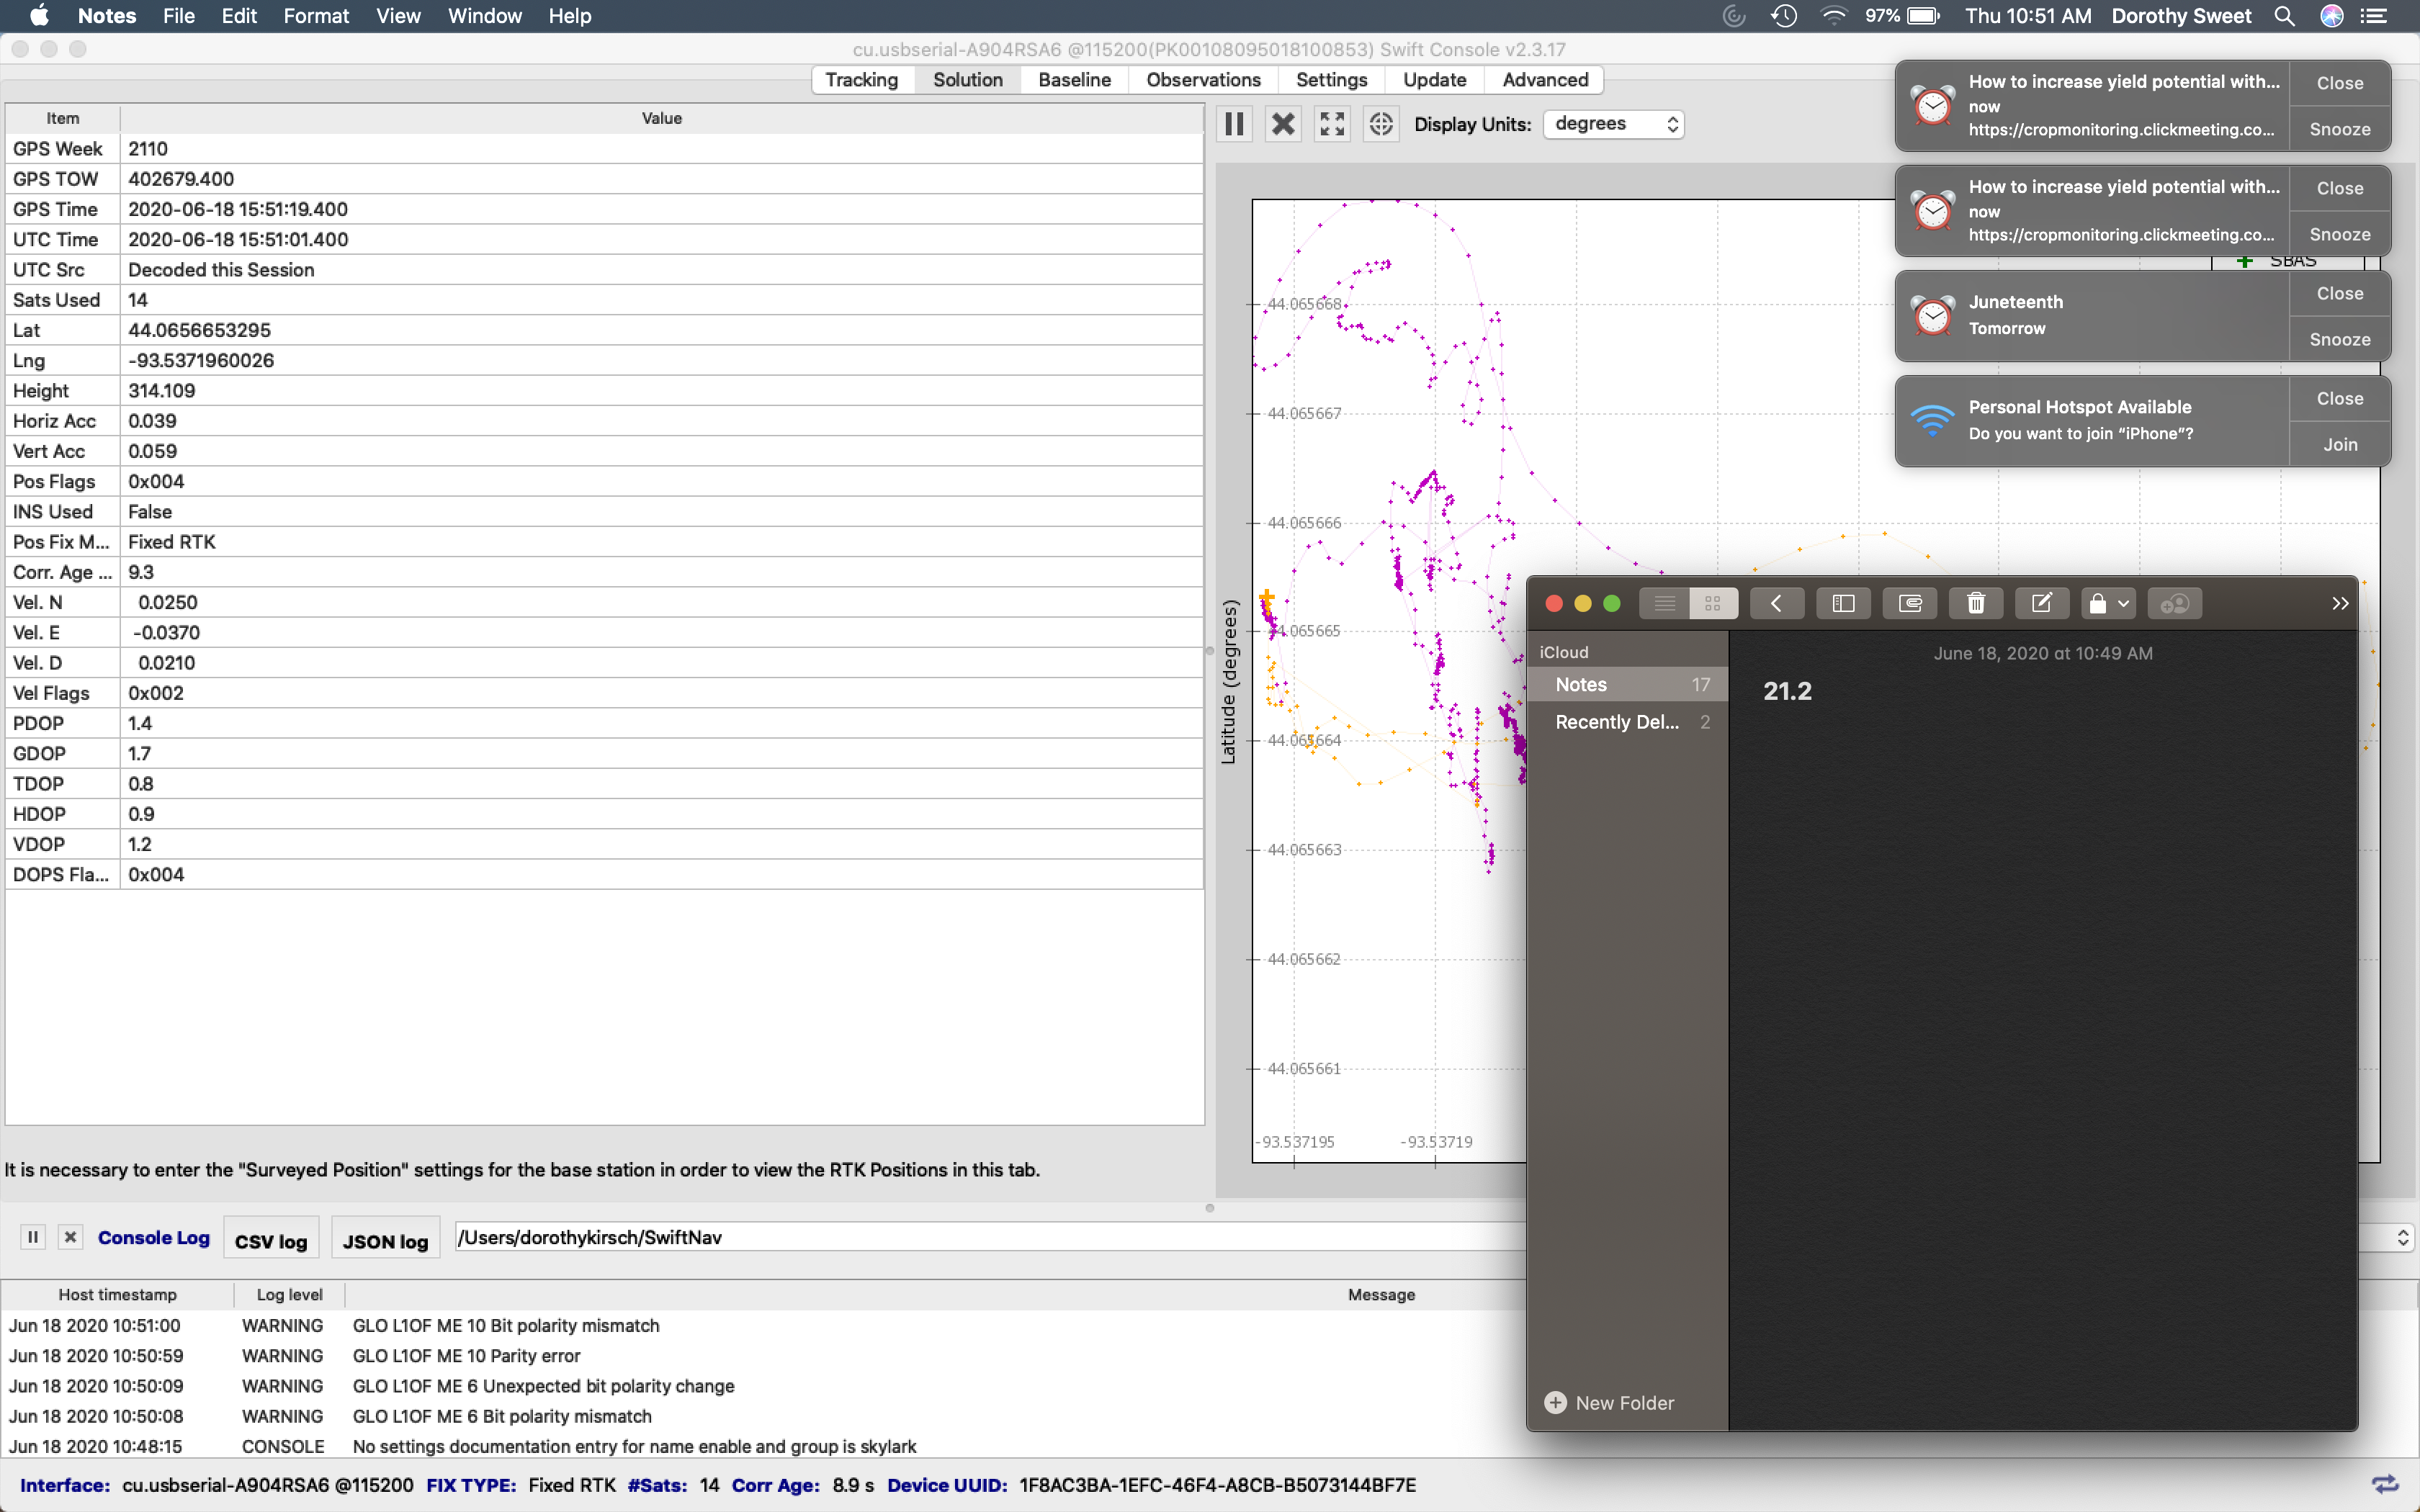 Notes File Edit Format View Window Help 97% Thu 10:51 AM Dorothy Sweet
cu.usbserial-A904RSA6 @115200(PK00108095018100853) Swift Console v2.3.17
Tracking Solution Baseline Observations Settings Update Advanced
Item Value
GPS Week 2110
GPS TOW 402679.400
GPS Time 2020-06-18 15:51:19.400
UTC Time 2020-06-18 15:51:01.400
UTC Src Decoded this Session
Sats Used 14
Lat 44.0656653295
Lng -93.5371960026
Height 314.109
Horiz Acc 0.039
Vert Acc 0.059
Pos Flags 0x004
INS Used False
Pos Fix M... Fixed RTK
Corr. Age ... 9.3
Vel. N 0.0250
Vel. E -0.0370
Vel. D 0.0210
Vel Flags 0x002
PDOP 1.4
GDOP 1.7
TDOP 0.8
HDOP 0.9
VDOP 1.2
DOPS Fla... 0x004
It is necessary to enter the "Surveyed Position" settings for the base station in order to view the RTK Positions in this tab.
Display Units: degrees
SBAS
Latitude (degrees)
44.065668
44.065667
44.065666
44.065665
44.065664
44.065663
44.065662
44.065661
-93.537195 -93.53719
How to increase yield potential with... Close
now
https://cropmonitoring.clickmeeting.co... Snooze
How to increase yield potential with... Close
now
https://cropmonitoring.clickmeeting.co... Snooze
Juneteenth Close
Tomorrow Snooze
Personal Hotspot Available Close
Do you want to join “iPhone”? Join
iCloud
Notes 17
Recently Del... 2
New Folder
June 18, 2020 at 10:49 AM
21.2
Console Log CSV log JSON log /Users/dorothykirsch/SwiftNav
Host timestamp Log level Message
Jun 18 2020 10:51:00 WARNING GLO L1OF ME 10 Bit polarity mismatch
Jun 18 2020 10:50:59 WARNING GLO L1OF ME 10 Parity error
Jun 18 2020 10:50:09 WARNING GLO L1OF ME 6 Unexpected bit polarity change
Jun 18 2020 10:50:08 WARNING GLO L1OF ME 6 Bit polarity mismatch
Jun 18 2020 10:48:15 CONSOLE No settings documentation entry for name enable and group is skylark
Interface: cu.usbserial-A904RSA6 @115200 FIX TYPE: Fixed RTK #Sats: 14 Corr Age: 8.9 s Device UUID: 1F8AC3BA-1EFC-46F4-A8CB-B5073144BF7E